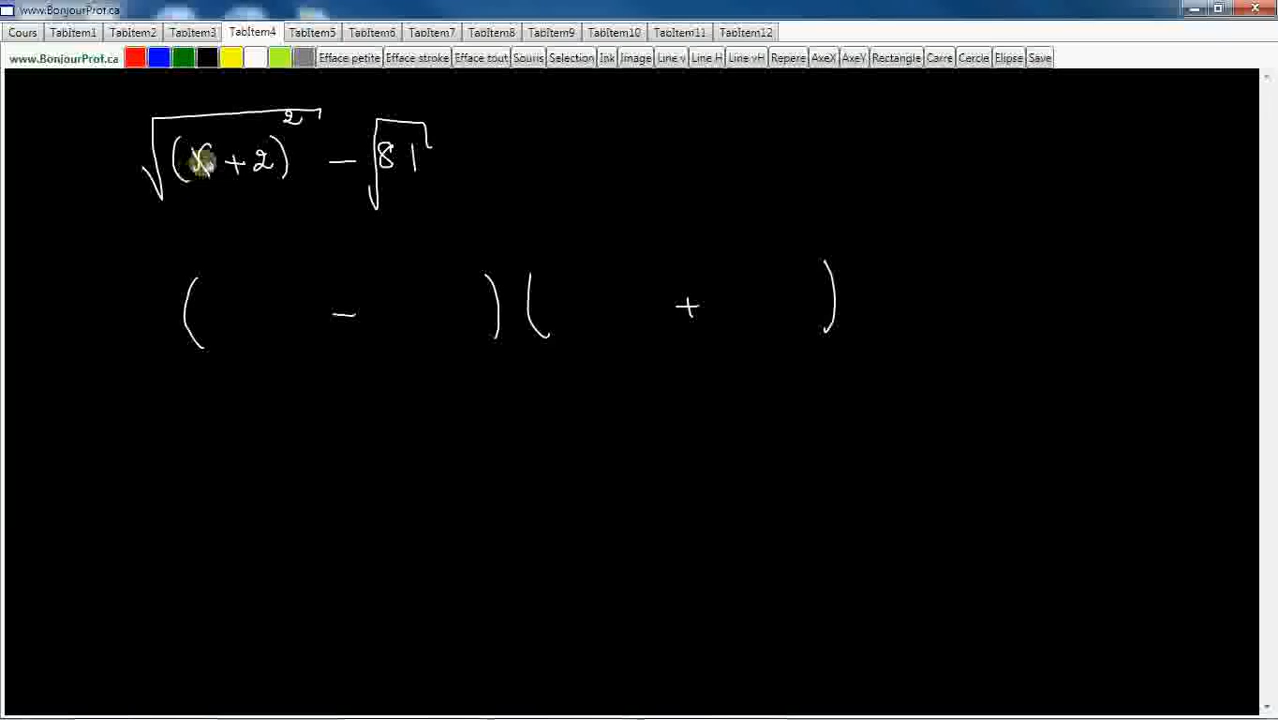 www.BonjourProf.ca
Cours TabItem1 TabItem2 TabItem3 TabItem4 TabItem5 TabItem6 TabItem7 TabItem8 TabItem9 TabItem10 TabItem11 TabItem12
www.BonjourProf.ca Efface petite Efface stroke Efface tout Souris Selection Ink Image Line v Line H Line vH Repere AxeX AxeY Rectangle Carre Cercle Elipse Save
√(x + 2)² − √81
( − ) ( + )